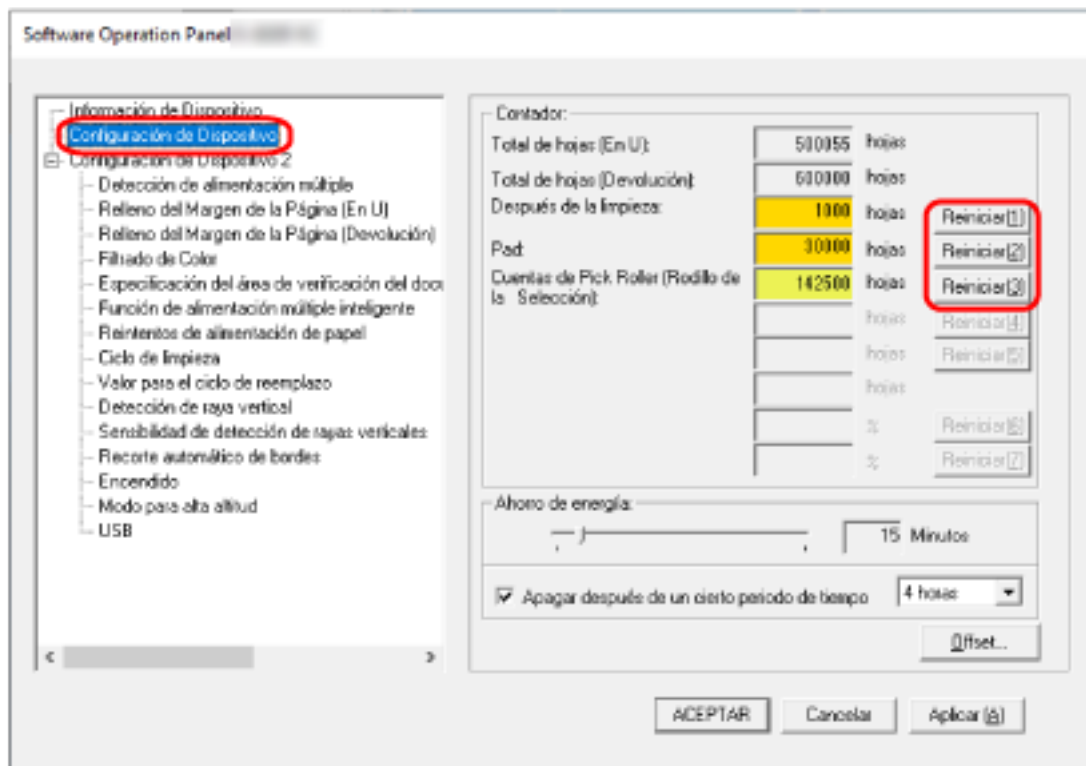 Software Operation Panel
Información de Dispositivo
Configuración de Dispositivo
Configuración de Dispositivo 2
Detección de alimentación múltiple
Relleno del Margen de la Página (En U)
Relleno del Margen de la Página (Devolución)
Filtrado de Color
Especificación del área de verificación del docu
Función de alimentación múltiple inteligente
Reintentos de alimentación de papel
Ciclo de limpieza
Valor para el ciclo de reemplazo
Detección de raya vertical
Sensibilidad de detección de rayas verticales
Recorte automático de bordes
Encendido
Modo para alta altitud
USB
Contador:
Total de hojas (En U): 500055 hojas
Total de hojas (Devolución): 600000 hojas
Después de la limpieza: 1000 hojas Reiniciar(1)
Pad: 30000 hojas Reiniciar(2)
Cuentas de Pick Roller (Rodillo de
la Selección): 142500 hojas Reiniciar(3)
hojas Reiniciar(4)
hojas Reiniciar(5)
hojas
% Reiniciar(6)
% Reiniciar(7)
Ahorro de energía:
15 Minutos
Apagar después de un cierto periodo de tiempo 4 horas
Offset...
ACEPTAR Cancelar Aplicar (A)